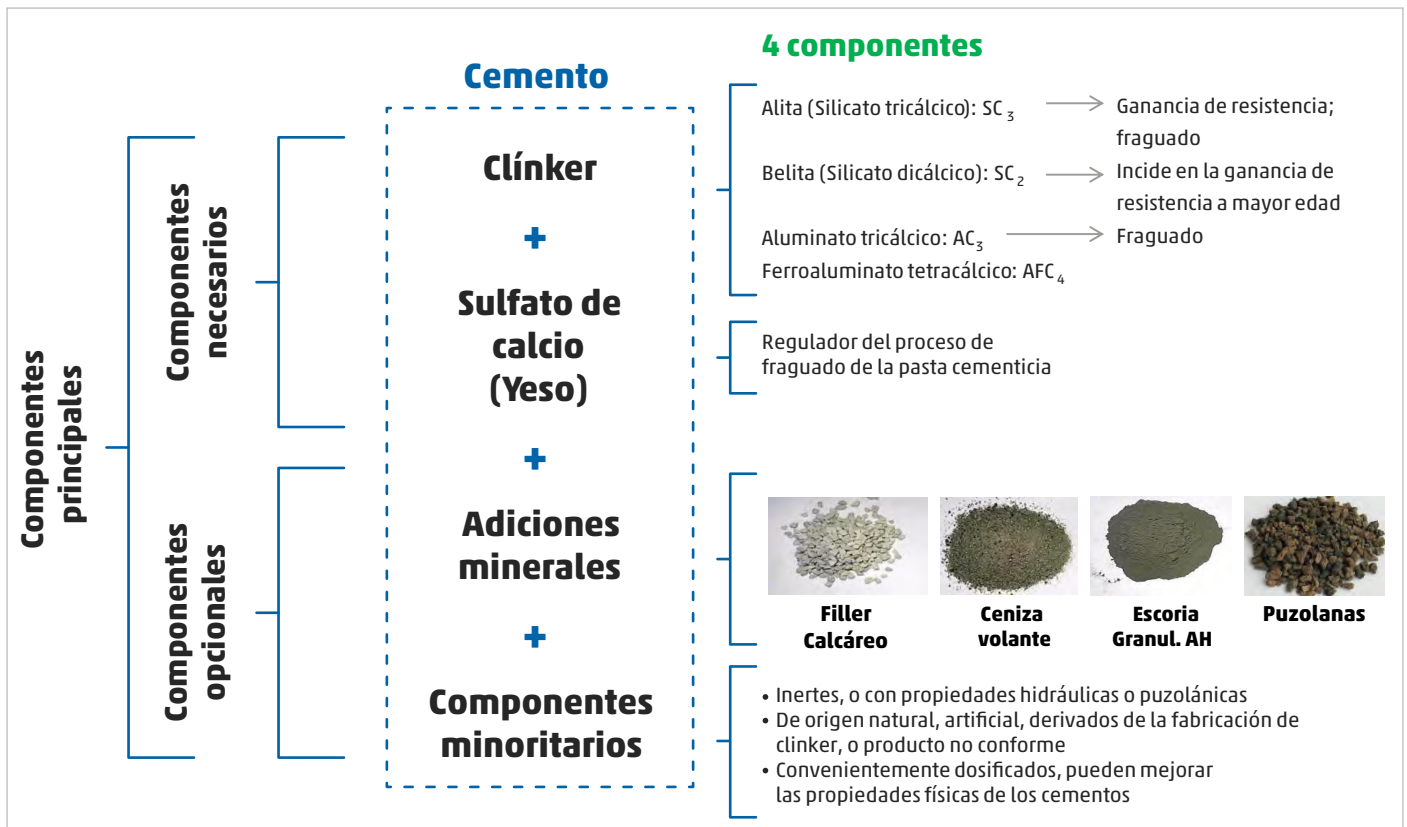 4 componentes
Cemento
Componentes
principales
Componentes
necesarios
Componentes
opcionales
Clínker
+
Sulfato de
calcio
(Yeso)
+
Adiciones
minerales
+
Componentes
minoritarios
Alita (Silicato tricálcico): SC₃
Ganancia de resistencia;
fraguado
Belita (Silicato dicálcico): SC₂
Incide en la ganancia de
resistencia a mayor edad
Aluminato tricálcico: AC₃
Fraguado
Ferroaluminato tetracálcico: AFC₄
Regulador del proceso de
fraguado de la pasta cementicia
Filler
Calcáreo
Ceniza
volante
Escoria
Granul. AH
Puzolanas
• Inertes, o con propiedades hidráulicas o puzolánicas
• De origen natural, artificial, derivados de la fabricación de
clinker, o producto no conforme
• Convenientemente dosificados, pueden mejorar
las propiedades físicas de los cementos